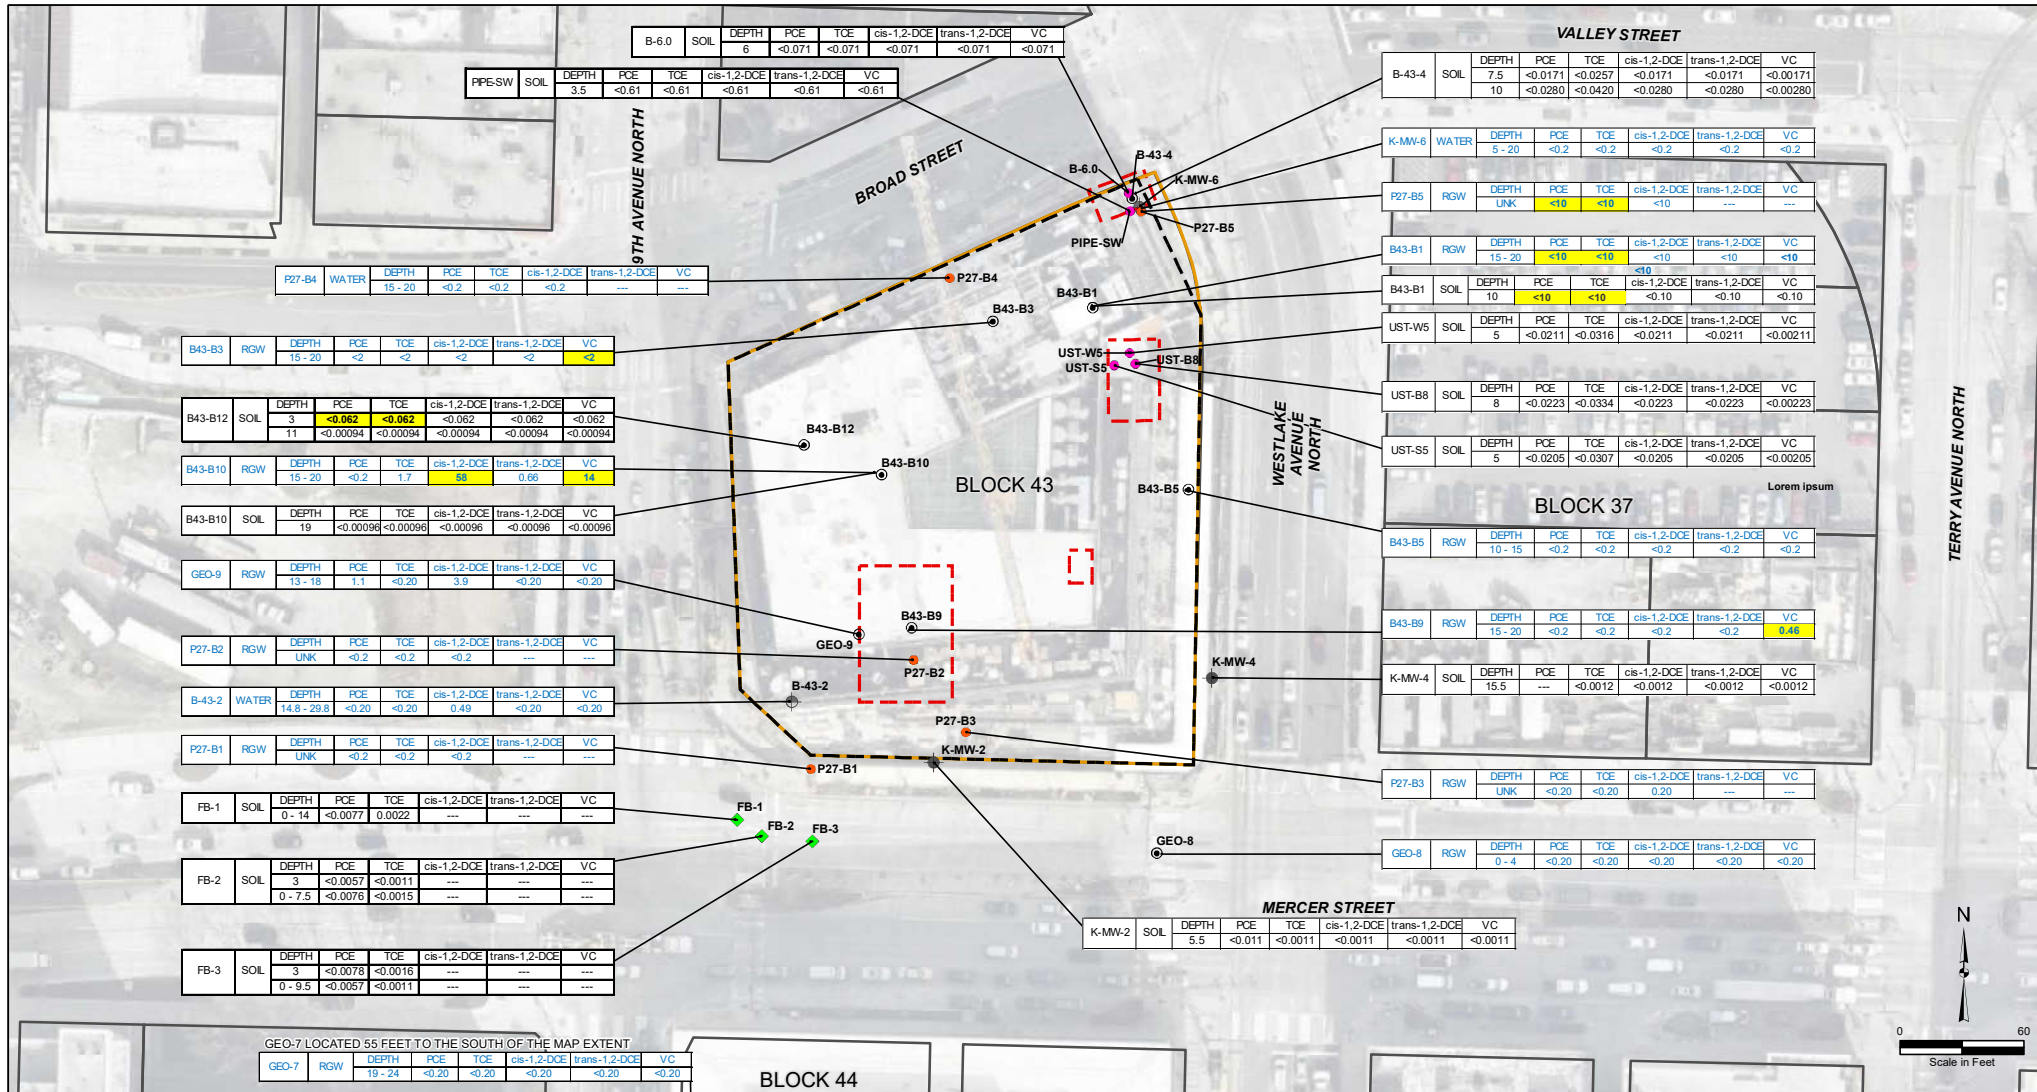 VALLEY STREET
B-6.0 SOIL DEPTH PCE TCE cis-1,2-DCE trans-1,2-DCE VC
6 <0.071 <0.071 <0.071 <0.071 <0.071
PIPE-SW SOIL DEPTH PCE TCE cis-1,2-DCE trans-1,2-DCE VC
3.5 <0.61 <0.61 <0.61 <0.61 <0.61
B-43-4 SOIL DEPTH PCE TCE cis-1,2-DCE trans-1,2-DCE VC
7.5 <0.0171 <0.0257 <0.0171 <0.0171 <0.00171
10 <0.0280 <0.0420 <0.0280 <0.0280 <0.00280
K-MW-6 WATER DEPTH PCE TCE cis-1,2-DCE trans-1,2-DCE VC
5 - 20 <0.2 <0.2 <0.2 <0.2 <0.2
P27-B5 RGW DEPTH PCE TCE cis-1,2-DCE trans-1,2-DCE VC
UNK <10 <10 <10 --- ---
B43-B1 RGW DEPTH PCE TCE cis-1,2-DCE trans-1,2-DCE VC
15 - 20 <10 <10 <10 <10 <10
<10
B43-B1 SOIL DEPTH PCE TCE cis-1,2-DCE trans-1,2-DCE VC
10 <10 <10 <0.10 <0.10 <0.10
UST-W5 SOIL DEPTH PCE TCE cis-1,2-DCE trans-1,2-DCE VC
5 <0.0211 <0.0316 <0.0211 <0.0211 <0.00211
UST-B8 SOIL DEPTH PCE TCE cis-1,2-DCE trans-1,2-DCE VC
8 <0.0223 <0.0334 <0.0223 <0.0223 <0.00223
UST-S5 SOIL DEPTH PCE TCE cis-1,2-DCE trans-1,2-DCE VC
5 <0.0205 <0.0307 <0.0205 <0.0205 <0.00205
Lorem ipsum
BLOCK 37
B43-B5 RGW DEPTH PCE TCE cis-1,2-DCE trans-1,2-DCE VC
10 - 15 <0.2 <0.2 <0.2 <0.2 <0.2
B43-B9 RGW DEPTH PCE TCE cis-1,2-DCE trans-1,2-DCE VC
15 - 20 <0.2 <0.2 <0.2 <0.2 0.46
K-MW-4 SOIL DEPTH PCE TCE cis-1,2-DCE trans-1,2-DCE VC
15.5 --- <0.0012 <0.0012 <0.0012 <0.0012
P27-B3 RGW DEPTH PCE TCE cis-1,2-DCE trans-1,2-DCE VC
UNK <0.20 <0.20 0.20 --- ---
GEO-8 RGW DEPTH PCE TCE cis-1,2-DCE trans-1,2-DCE VC
0 - 4 <0.20 <0.20 <0.20 <0.20 <0.20
P27-B4 WATER DEPTH PCE TCE cis-1,2-DCE trans-1,2-DCE VC
15 - 20 <0.2 <0.2 <0.2 --- ---
B43-B3 RGW DEPTH PCE TCE cis-1,2-DCE trans-1,2-DCE VC
15 - 20 <2 <2 <2 <2 <2
B43-B12 SOIL DEPTH PCE TCE cis-1,2-DCE trans-1,2-DCE VC
3 <0.062 <0.062 <0.062 <0.062 <0.062
11 <0.00094 <0.00094 <0.00094 <0.00094 <0.00094
B43-B10 RGW DEPTH PCE TCE cis-1,2-DCE trans-1,2-DCE VC
15 - 20 <0.2 1.7 58 0.66 14
B43-B10 SOIL DEPTH PCE TCE cis-1,2-DCE trans-1,2-DCE VC
19 <0.00096 <0.00096 <0.00096 <0.00096 <0.00096
GEO-9 RGW DEPTH PCE TCE cis-1,2-DCE trans-1,2-DCE VC
13 - 18 1.1 <0.20 3.9 <0.20 <0.20
P27-B2 RGW DEPTH PCE TCE cis-1,2-DCE trans-1,2-DCE VC
UNK <0.2 <0.2 <0.2 --- ---
B-43-2 WATER DEPTH PCE TCE cis-1,2-DCE trans-1,2-DCE VC
14.8 - 29.8 <0.20 <0.20 0.49 <0.20 <0.20
P27-B1 RGW DEPTH PCE TCE cis-1,2-DCE trans-1,2-DCE VC
UNK <0.2 <0.2 <0.2 --- ---
FB-1 SOIL DEPTH PCE TCE cis-1,2-DCE trans-1,2-DCE VC
0 - 14 <0.0077 0.0022 --- --- ---
FB-2 SOIL DEPTH PCE TCE cis-1,2-DCE trans-1,2-DCE VC
3 <0.0057 <0.0011 --- --- ---
0 - 7.5 <0.0076 <0.0015 --- --- ---
FB-3 SOIL DEPTH PCE TCE cis-1,2-DCE trans-1,2-DCE VC
3 <0.0078 <0.0016 --- --- ---
0 - 9.5 <0.0057 <0.0011 --- --- ---
K-MW-2 SOIL DEPTH PCE TCE cis-1,2-DCE trans-1,2-DCE VC
5.5 <0.011 <0.0011 <0.0011 <0.0011 <0.0011
GEO-7 LOCATED 55 FEET TO THE SOUTH OF THE MAP EXTENT
GEO-7 RGW DEPTH PCE TCE cis-1,2-DCE trans-1,2-DCE VC
19 - 24 <0.20 <0.20 <0.20 <0.20 <0.20
9TH AVENUE NORTH
BROAD STREET
WESTLAKE
AVENUE
NORTH
TERRY AVENUE NORTH
MERCER STREET
BLOCK 43
BLOCK 44
B-43-4
B-6.0
K-MW-6
P27-B5
PIPE-SW
P27-B4
B43-B1
B43-B3
UST-W5
UST-B8
UST-S5
B43-B12
B43-B10
B43-B5
B43-B9
GEO-9
P27-B2
K-MW-4
B-43-2
P27-B3
K-MW-2
P27-B1
FB-1
FB-2
FB-3
GEO-8
N
0 60
Scale in Feet